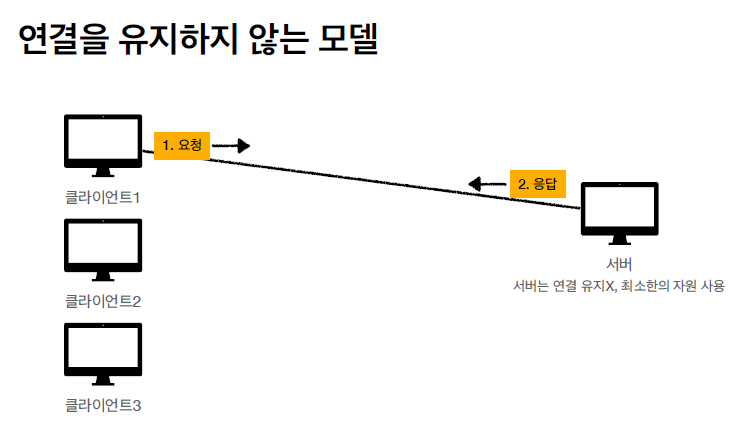 연결을 유지하지 않는 모델
1. 요청
클라이언트1
2. 응답
서버
서버는 연결 유지X, 최소한의 자원 사용
클라이언트2
클라이언트3